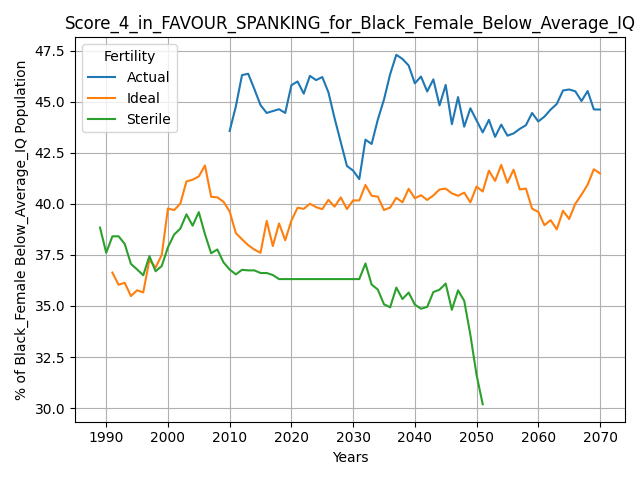 Score_4_in_FAVOUR_SPANKING_for_Black_Female_Below_Average_IQ
% of Black_Female Below_Average_IQ Population
47.5
45.0
42.5
40.0
37.5
35.0
32.5
30.0
Fertility
Actual
Ideal
Sterile
1990 2000 2010 2020 2030 2040 2050 2060 2070
Years